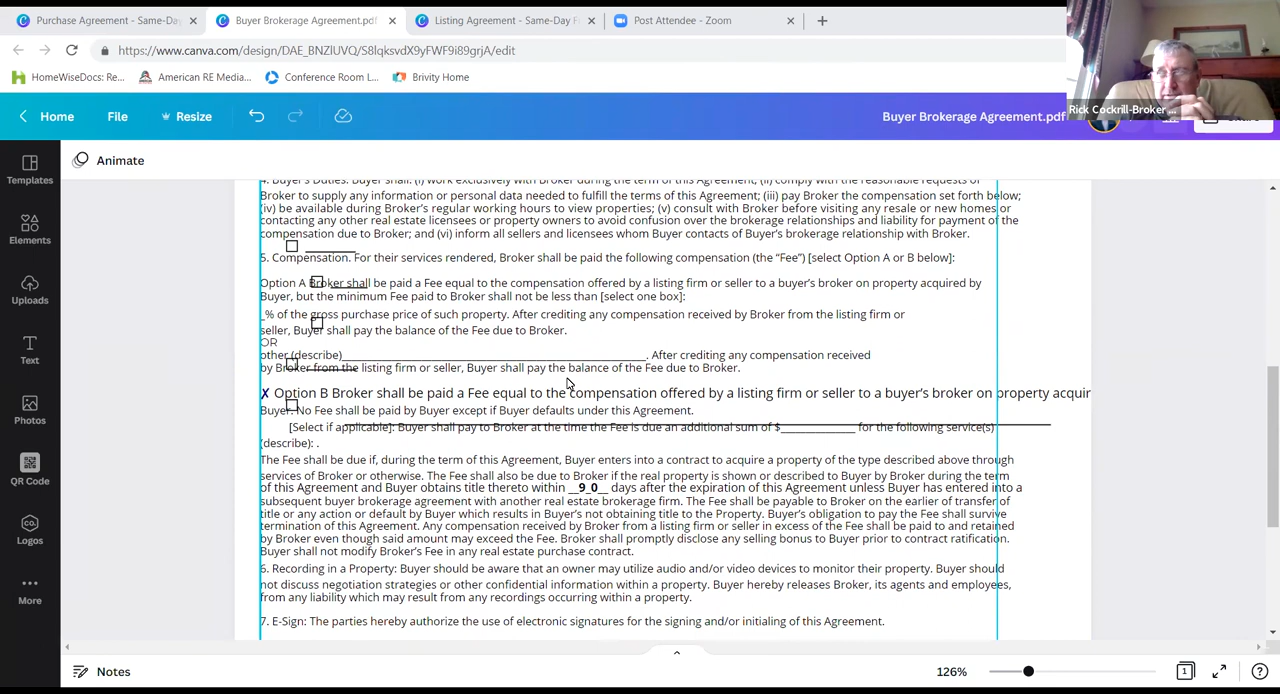 Purchase Agreement - Same-Da
Buyer Brokerage Agreement.pdf
Listing Agreement - Same-Day F
Post Attendee - Zoom
https://www.canva.com/design/DAE_BNZlUVQ/S8lqksvdX9yFWF9i89grjA/edit
HomeWiseDocs: Re...
American RE Media...
Conference Room L...
Brivity Home
Rick Cockrill-Broker ...
Home
File
Resize
Buyer Brokerage Agreement.pdf
Animate
Templates
Elements
Uploads
Text
Photos
QR Code
Logos
More
4. Buyer's Duties. Buyer shall: (i) work exclusively with Broker during the term of this Agreement; (ii) comply with the reasonable requests of
Broker to supply any information or personal data needed to fulfill the terms of this Agreement; (iii) pay Broker the compensation set forth below;
(iv) be available during Broker's regular working hours to view properties; (v) consult with Broker before visiting any resale or new homes or
contacting any other real estate licensees or property owners to avoid confusion over the brokerage relationships and liability for payment of the
compensation due to Broker; and (vi) inform all sellers and licensees whom Buyer contacts of Buyer's brokerage relationship with Broker.
5. Compensation. For their services rendered, Broker shall be paid the following compensation (the “Fee”) [select Option A or B below]:
Option A Broker shall be paid a Fee equal to the compensation offered by a listing firm or seller to a buyer's broker on property acquired by
Buyer, but the minimum Fee paid to Broker shall not be less than [select one box]:
_% of the gross purchase price of such property. After crediting any compensation received by Broker from the listing firm or
seller, Buyer shall pay the balance of the Fee due to Broker.
OR
other (describe)__________. After crediting any compensation received
by Broker from the listing firm or seller, Buyer shall pay the balance of the Fee due to Broker.
✗ Option B Broker shall be paid a Fee equal to the compensation offered by a listing firm or seller to a buyer's broker on property acquir
Buyer. No Fee shall be paid by Buyer except if Buyer defaults under this Agreement.
[Select if applicable]: Buyer shall pay to Broker at the time the Fee is due an additional sum of $__________ for the following service(s)
(describe): .
The Fee shall be due if, during the term of this Agreement, Buyer enters into a contract to acquire a property of the type described above through
services of Broker or otherwise. The Fee shall also be due to Broker if the real property is shown or described to Buyer by Broker during the term
of this Agreement and Buyer obtains title thereto within __9_0__ days after the expiration of this Agreement unless Buyer has entered into a
subsequent buyer brokerage agreement with another real estate brokerage firm. The Fee shall be payable to Broker on the earlier of transfer of
title or any action or default by Buyer which results in Buyer's not obtaining title to the Property. Buyer's obligation to pay the Fee shall survive
termination of this Agreement. Any compensation received by Broker from a listing firm or seller in excess of the Fee shall be paid to and retained
by Broker even though said amount may exceed the Fee. Broker shall promptly disclose any selling bonus to Buyer prior to contract ratification.
Buyer shall not modify Broker's Fee in any real estate purchase contract.
6. Recording in a Property: Buyer should be aware that an owner may utilize audio and/or video devices to monitor their property. Buyer should
not discuss negotiation strategies or other confidential information within a property. Buyer hereby releases Broker, its agents and employees,
from any liability which may result from any recordings occurring within a property.
7. E-Sign: The parties hereby authorize the use of electronic signatures for the signing and/or initialing of this Agreement.
Notes
126%
1